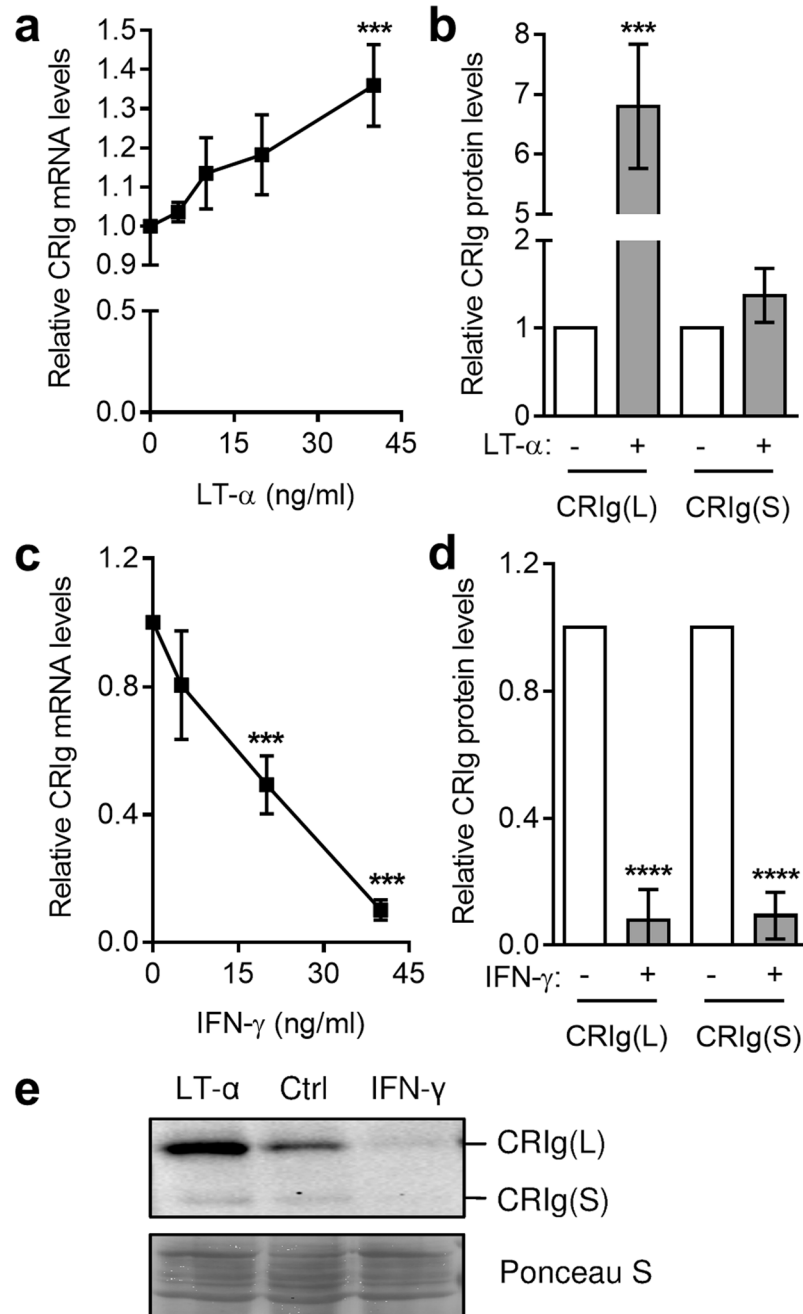 a
Relative CRIg mRNA levels
1.5
1.4
1.3
1.2
1.1
1.0
0.9
0.5
0.0
***
0 15 30 45
LT-α (ng/ml)
b
Relative CRIg protein levels
8
7
6
5
2
1
0
***
LT-α: - + - +
CRIg(L) CRIg(S)
c
Relative CRIg mRNA levels
1.2
0.8
0.4
0.0
***
***
0 15 30 45
IFN-γ (ng/ml)
d
Relative CRIg protein levels
1.2
0.8
0.4
0.0
**** ****
IFN-γ: - + - +
CRIg(L) CRIg(S)
e
LT-α Ctrl IFN-γ
CRIg(L)
CRIg(S)
Ponceau S